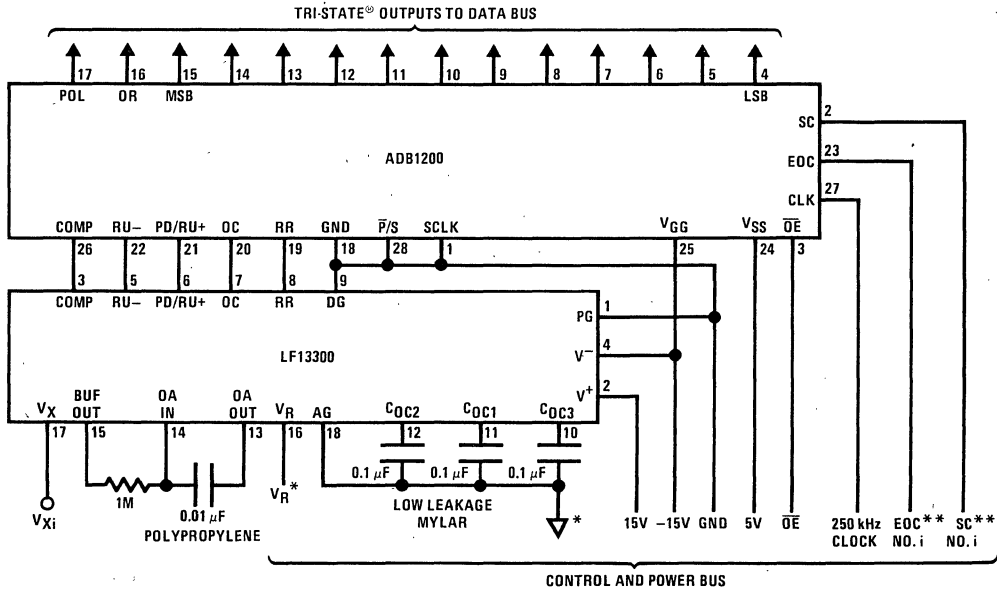 TRI-STATE® OUTPUTS TO DATA BUS
17 16 15 14 13 12 11 10 9 8 7 6 5 4
POL OR MSB LSB
SC 2
ADB1200
EOC 23
CLK 27
COMP RU– PD/RU+ OC RR GND P̅/S SCLK VGG VSS O̅E̅
26 22 21 20 19 18 28 1 25 24 3
3 5 6 7 8 9
COMP RU– PD/RU+ OC RR DG
PG 1
LF13300
V– 4
V+ 2
VX BUF OUT OA IN OA OUT VR AG COC2 COC1 COC3
17 15 14 13 16 18 12 11 10
0.1 μF 0.1 μF 0.1 μF
1M
0.01 μF
POLYPROPYLENE
VXi
VR*
LOW LEAKAGE
MYLAR
*
15V –15V GND 5V O̅E̅ 250 kHz EOC** SC**
CLOCK NO. i NO. i
CONTROL AND POWER BUS